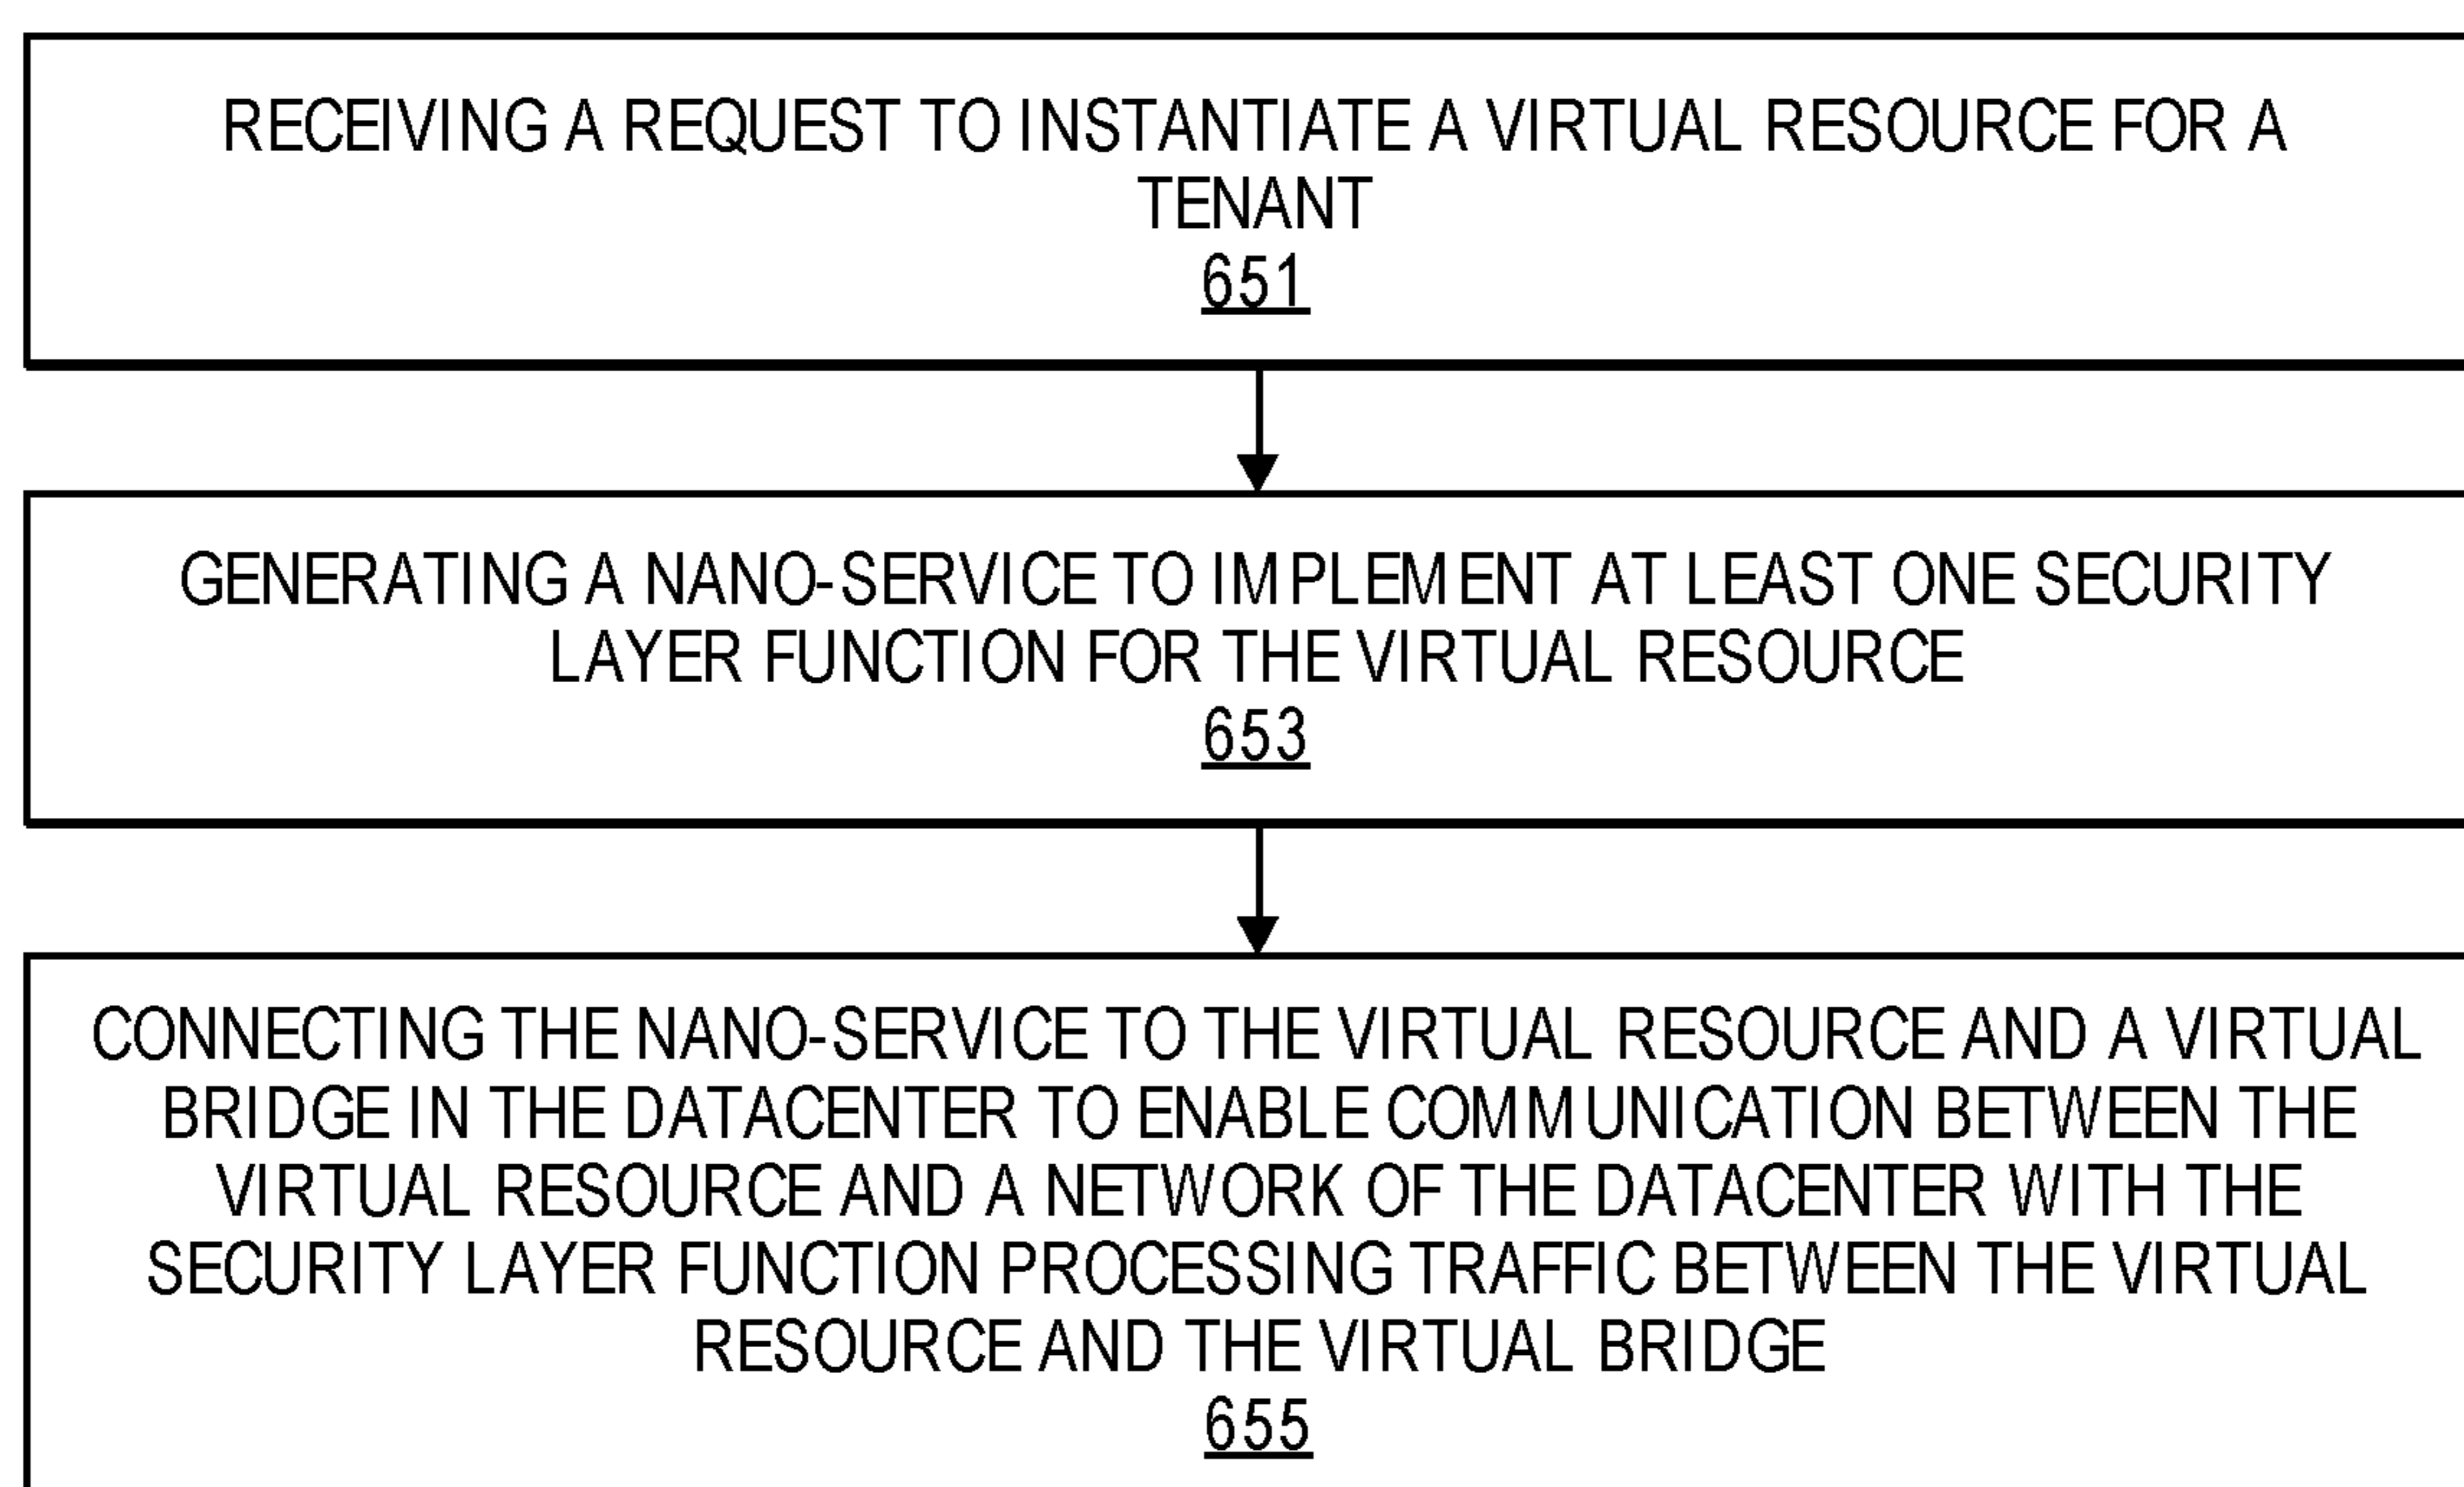 RECEIVING A REQUEST TO INSTANTIATE A VIRTUAL RESOURCE FOR A
TENANT
651
GENERATING A NANO-SERVICE TO IMPLEMENT AT LEAST ONE SECURITY
LAYER FUNCTION FOR THE VIRTUAL RESOURCE
653
CONNECTING THE NANO-SERVICE TO THE VIRTUAL RESOURCE AND A VIRTUAL
BRIDGE IN THE DATACENTER TO ENABLE COMMUNICATION BETWEEN THE
VIRTUAL RESOURCE AND A NETWORK OF THE DATACENTER WITH THE
SECURITY LAYER FUNCTION PROCESSING TRAFFIC BETWEEN THE VIRTUAL
RESOURCE AND THE VIRTUAL BRIDGE
655